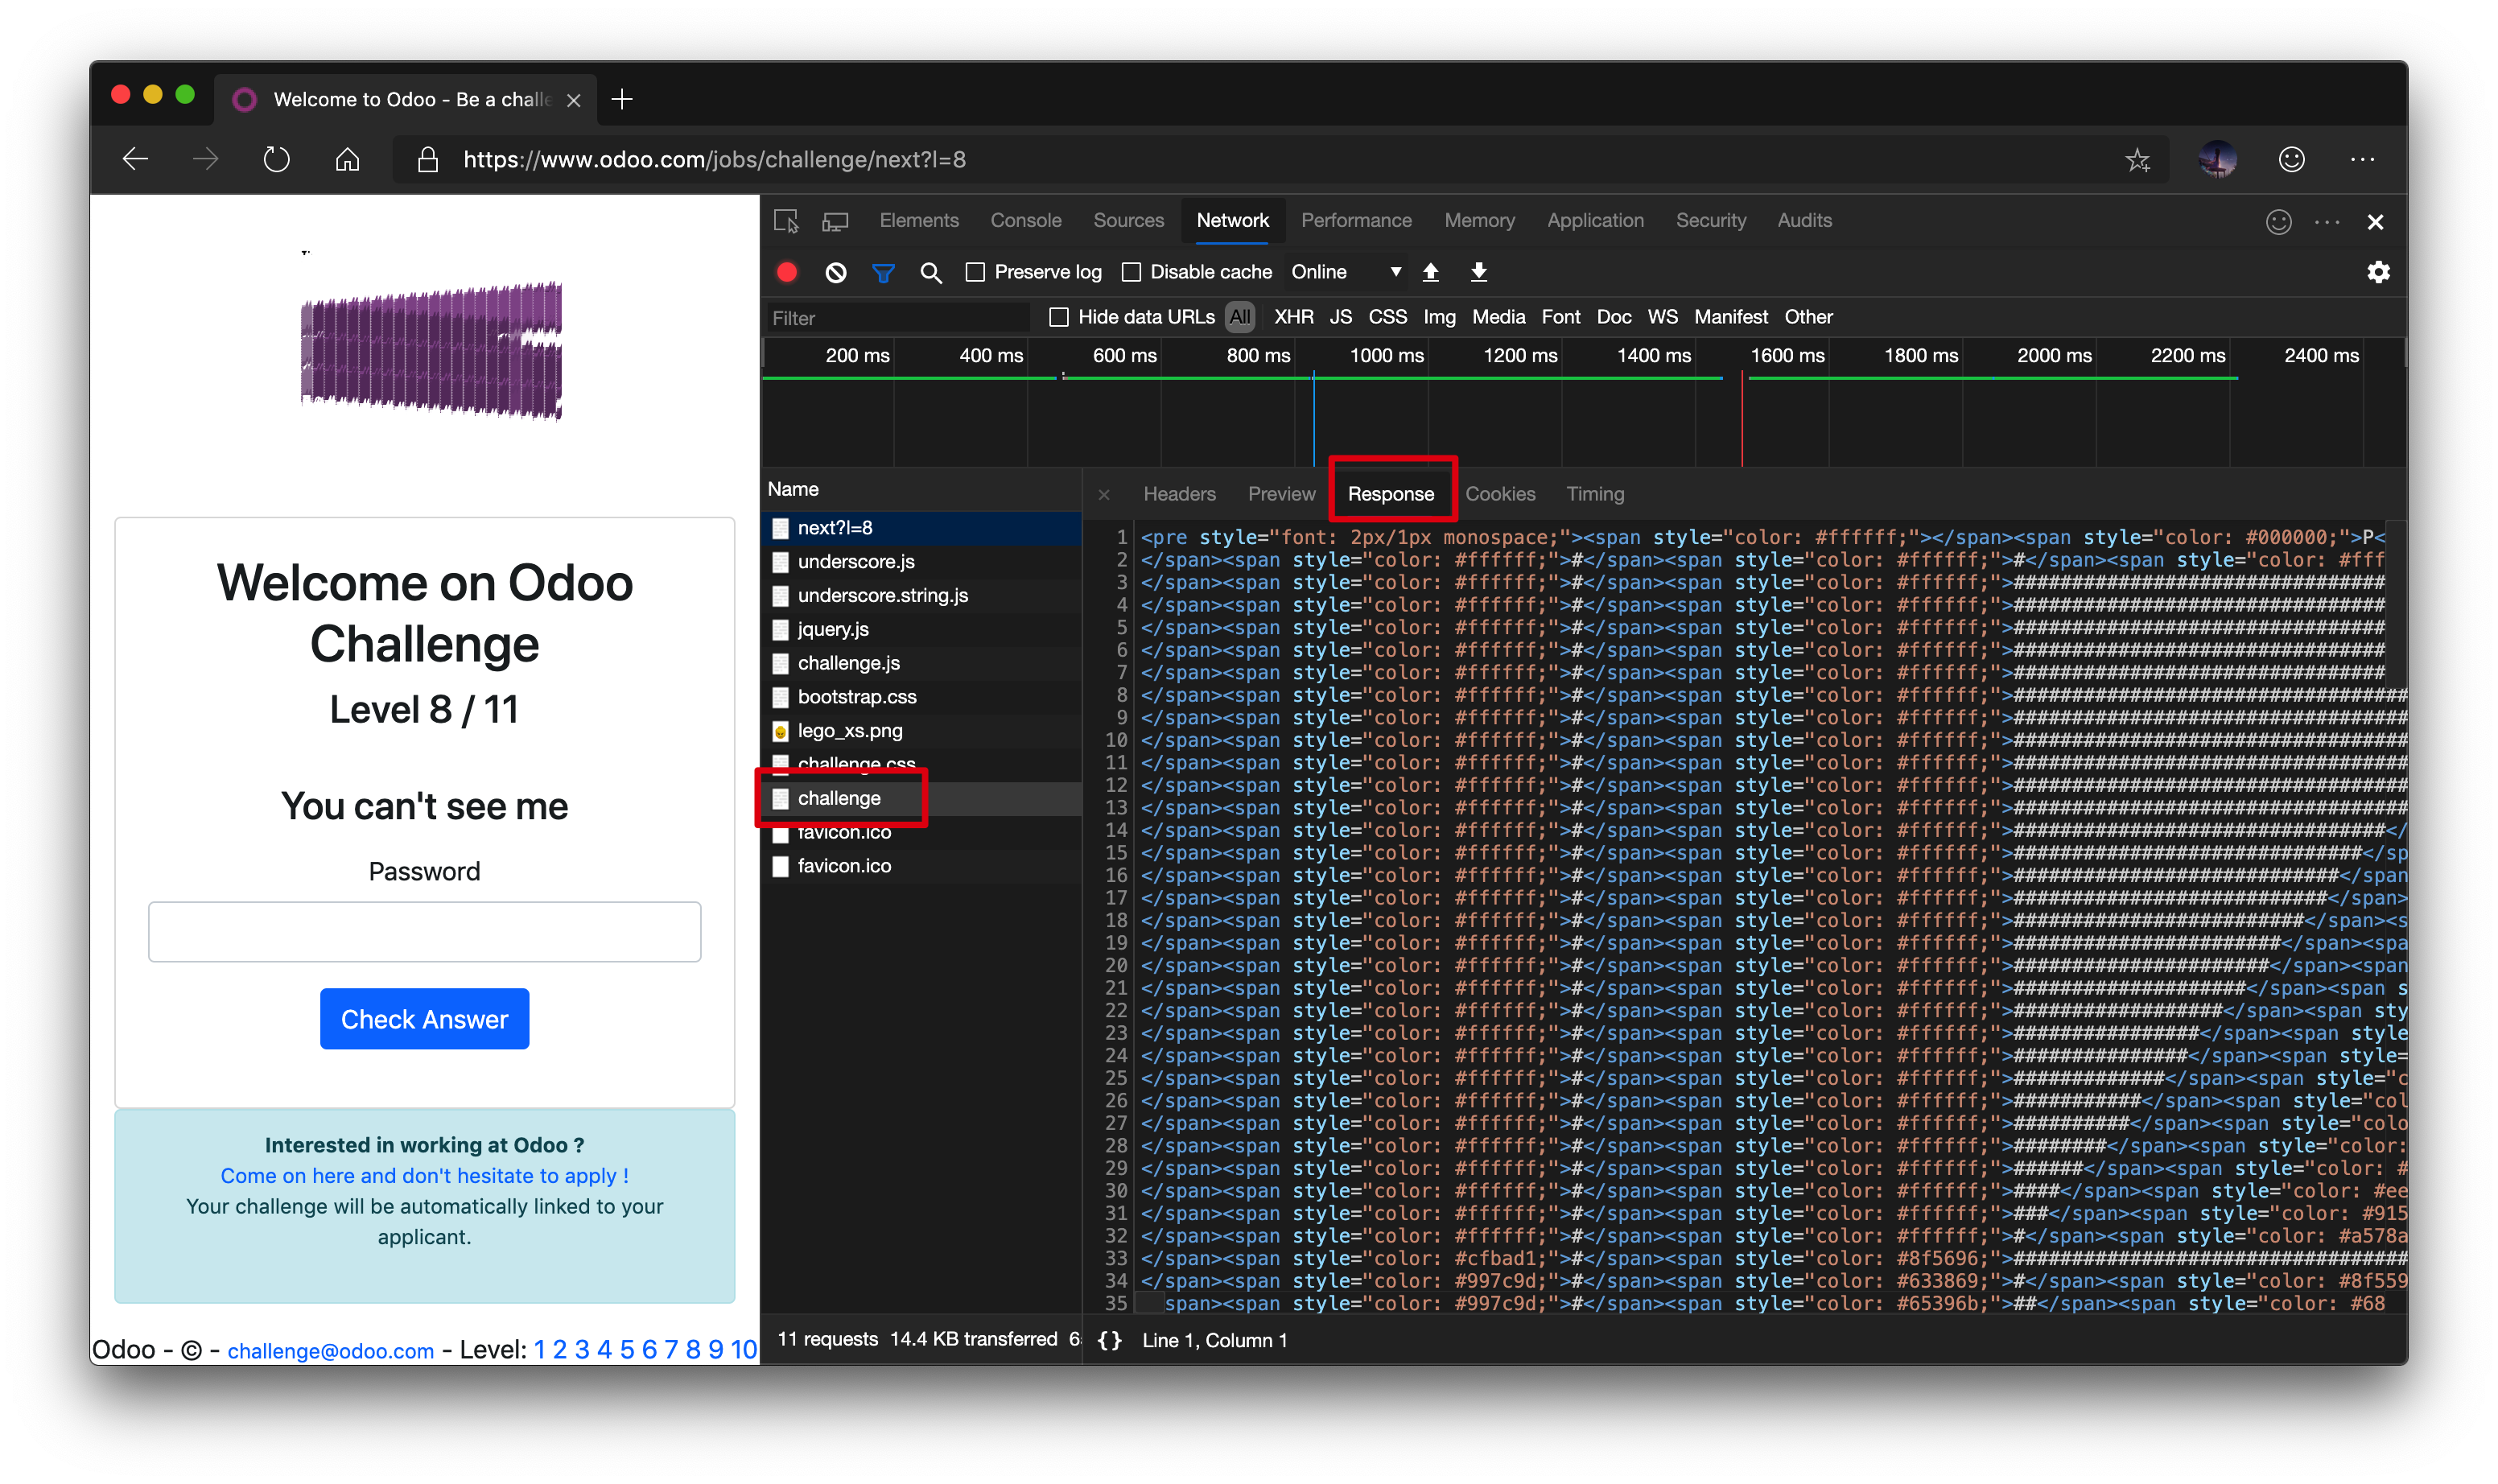 Welcome to Odoo - Be a challe
https://www.odoo.com/jobs/challenge/next?l=8
Welcome on Odoo
Challenge
Level 8 / 11
You can't see me
Password
Check Answer
Interested in working at Odoo ?
Come on here and don't hesitate to apply !
Your challenge will be automatically linked to your
applicant.
Odoo - © - challenge@odoo.com - Level: 1 2 3 4 5 6 7 8 9 10
Elements Console Sources Network Performance Memory Application Security Audits
Preserve log Disable cache Online
Filter Hide data URLs All XHR JS CSS Img Media Font Doc WS Manifest Other
200 ms 400 ms 600 ms 800 ms 1000 ms 1200 ms 1400 ms 1600 ms 1800 ms 2000 ms 2200 ms 2400 ms
Name
next?l=8
underscore.js
underscore.string.js
jquery.js
challenge.js
bootstrap.css
lego_xs.png
challenge.css
challenge
favicon.ico
favicon.ico
11 requests 14.4 KB transferred
Headers Preview Response Cookies Timing
1 <pre style="font: 2px/1px monospace;"><span style="color: #ffffff;"></span><span style="color: #000000;">P<
2 </span><span style="color: #ffffff;">#</span><span style="color: #ffffff;">#</span><span style="color: #fff
3 </span><span style="color: #ffffff;">#</span><span style="color: #ffffff;">
4 </span><span style="color: #ffffff;">#</span><span style="color: #ffffff;">
5 </span><span style="color: #ffffff;">#</span><span style="color: #ffffff;">
6 </span><span style="color: #ffffff;">#</span><span style="color: #ffffff;">
7 </span><span style="color: #ffffff;">#</span><span style="color: #ffffff;">
8 </span><span style="color: #ffffff;">#</span><span style="color: #ffffff;">
9 </span><span style="color: #ffffff;">#</span><span style="color: #ffffff;">
10 </span><span style="color: #ffffff;">#</span><span style="color: #ffffff;">
11 </span><span style="color: #ffffff;">#</span><span style="color: #ffffff;">
12 </span><span style="color: #ffffff;">#</span><span style="color: #ffffff;">
13 </span><span style="color: #ffffff;">#</span><span style="color: #ffffff;">
14 </span><span style="color: #ffffff;">#</span><span style="color: #ffffff;"> </
15 </span><span style="color: #ffffff;">#</span><span style="color: #ffffff;"> </sp
16 </span><span style="color: #ffffff;">#</span><span style="color: #ffffff;"> </span
17 </span><span style="color: #ffffff;">#</span><span style="color: #ffffff;"> </span>
18 </span><span style="color: #ffffff;">#</span><span style="color: #ffffff;"> </span><s
19 </span><span style="color: #ffffff;">#</span><span style="color: #ffffff;"> </span><spa
20 </span><span style="color: #ffffff;">#</span><span style="color: #ffffff;"> </span><span
21 </span><span style="color: #ffffff;">#</span><span style="color: #ffffff;"> </span><span s
22 </span><span style="color: #ffffff;">#</span><span style="color: #ffffff;"> </span><span sty
23 </span><span style="color: #ffffff;">#</span><span style="color: #ffffff;"> </span><span style
24 </span><span style="color: #ffffff;">#</span><span style="color: #ffffff;"> </span><span style=
25 </span><span style="color: #ffffff;">#</span><span style="color: #ffffff;">#############</span><span style="c
26 </span><span style="color: #ffffff;">#</span><span style="color: #ffffff;">###########</span><span style="col
27 </span><span style="color: #ffffff;">#</span><span style="color: #ffffff;">##########</span><span style="colo
28 </span><span style="color: #ffffff;">#</span><span style="color: #ffffff;">########</span><span style="color:
29 </span><span style="color: #ffffff;">#</span><span style="color: #ffffff;">######</span><span style="color: #
30 </span><span style="color: #ffffff;">#</span><span style="color: #ffffff;">####</span><span style="color: #ee
31 </span><span style="color: #ffffff;">#</span><span style="color: #ffffff;">###</span><span style="color: #915
32 </span><span style="color: #ffffff;">#</span><span style="color: #ffffff;">#</span><span style="color: #a578a
33 </span><span style="color: #cfbad1;">#</span><span style="color: #8f5696;">
34 </span><span style="color: #997c9d;">#</span><span style="color: #633869;">#</span><span style="color: #8f559
35 span><span style="color: #997c9d;">#</span><span style="color: #65396b;">##</span><span style="color: #68
{} Line 1, Column 1